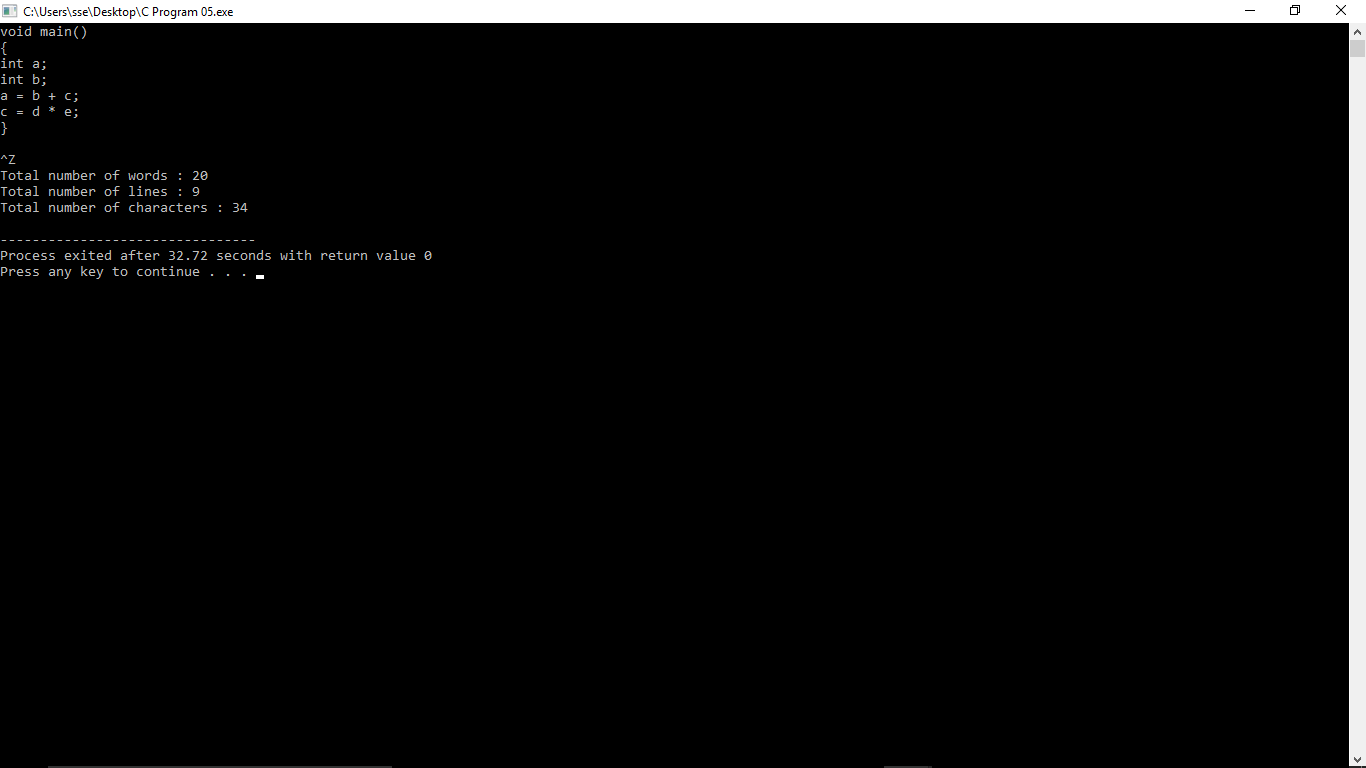 C:\Users\sse\Desktop\C Program 05.exe
void main()
{
int a;
int b;
a = b + c;
c = d * e;
}
^Z
Total number of words : 20
Total number of lines : 9
Total number of characters : 34
--------------------------------
Process exited after 32.72 seconds with return value 0
Press any key to continue . . .